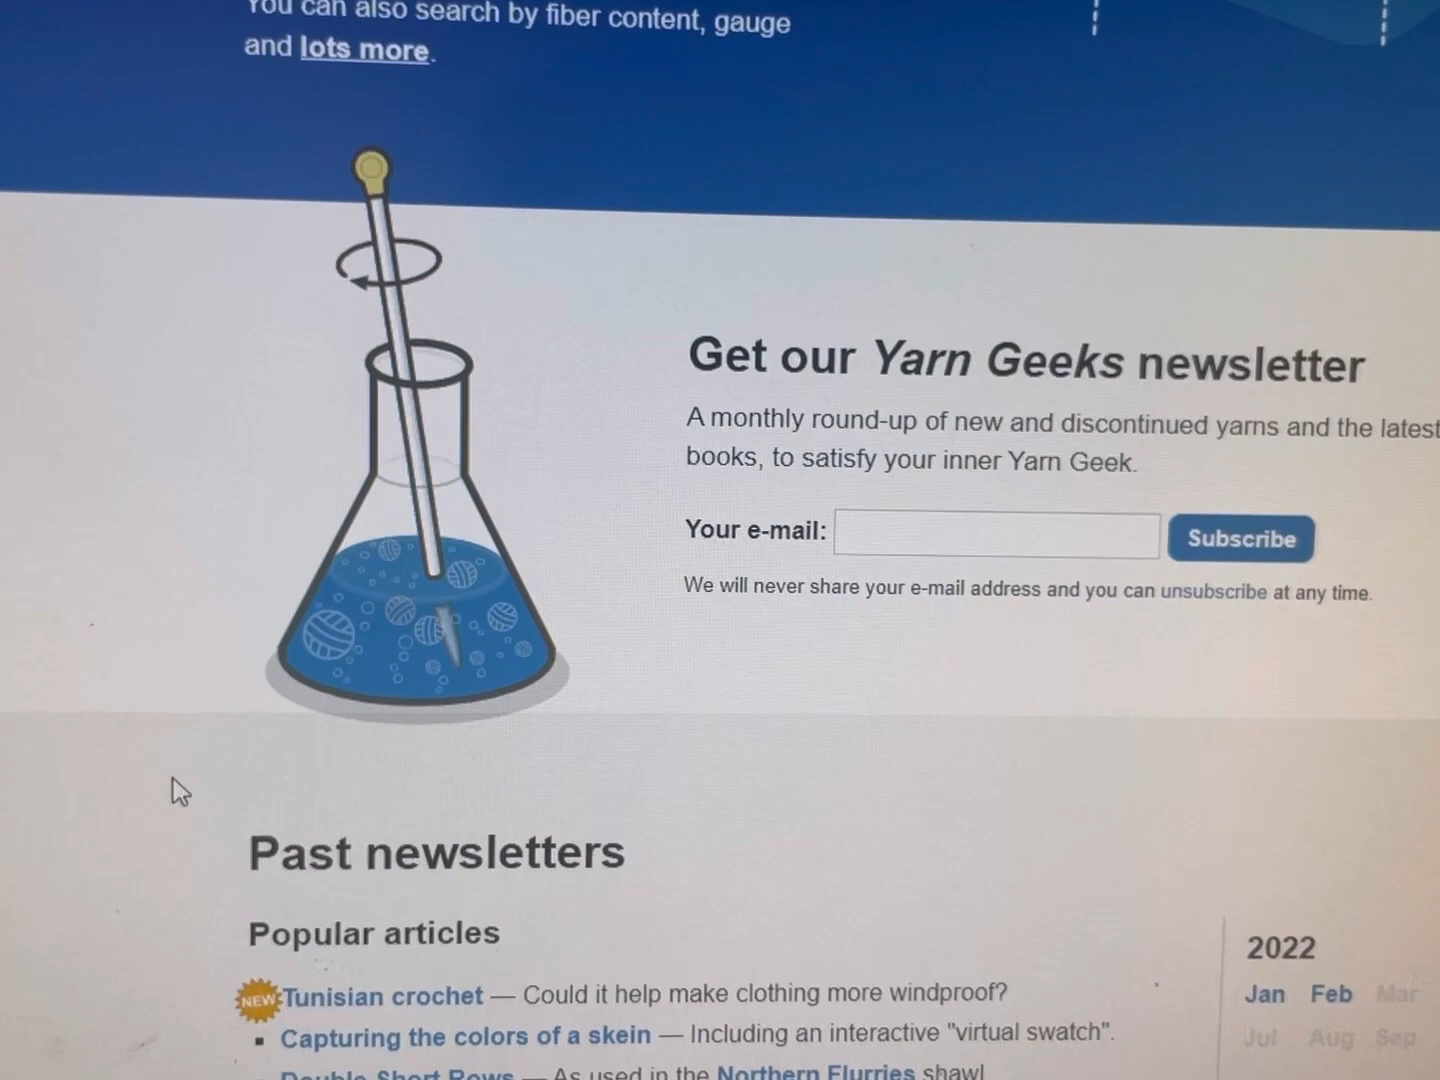 You can also search by fiber content, gauge
and lots more.
Get our Yarn Geeks newsletter
A monthly round-up of new and discontinued yarns and the latest
books, to satisfy your inner Yarn Geek.
Your e-mail:
Subscribe
We will never share your e-mail address and you can unsubscribe at any time.
Past newsletters
Popular articles
NEW Tunisian crochet — Could it help make clothing more windproof?
Capturing the colors of a skein — Including an interactive "virtual swatch".
Double Short Rows — As used in the Northern Flurries shawl
2022
Jan Feb Mar
Jul Aug Sep